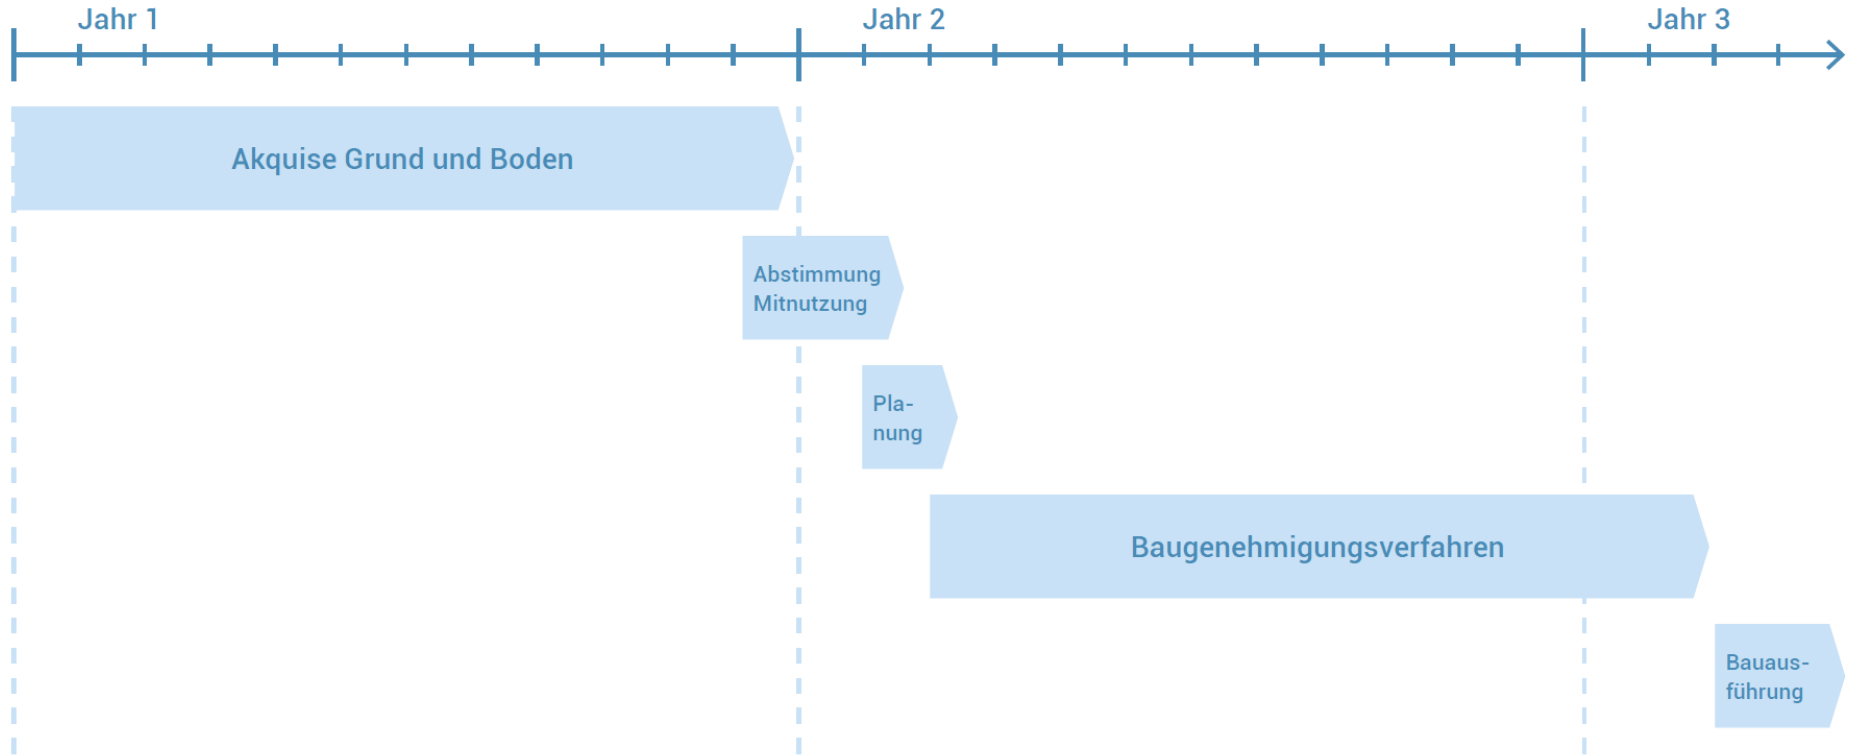 Jahr 1
Jahr 2
Jahr 3
Akquise Grund und Boden
Abstimmung
Mitnutzung
Pla-
nung
Baugenehmigungsverfahren
Bauaus-
führung